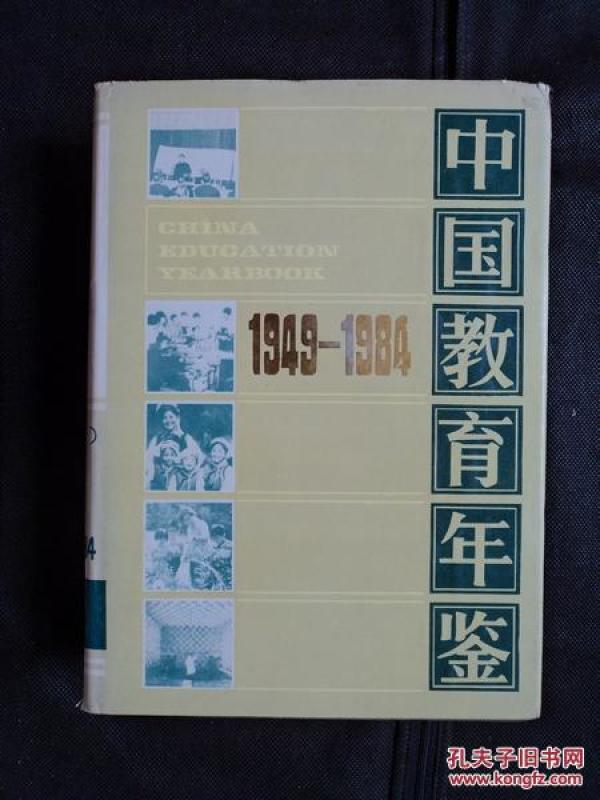 中国教育年鉴
CHINA
EDUCATION
YEARBOOK
1949—1984
84
孔夫子旧书网
www.kongfz.com